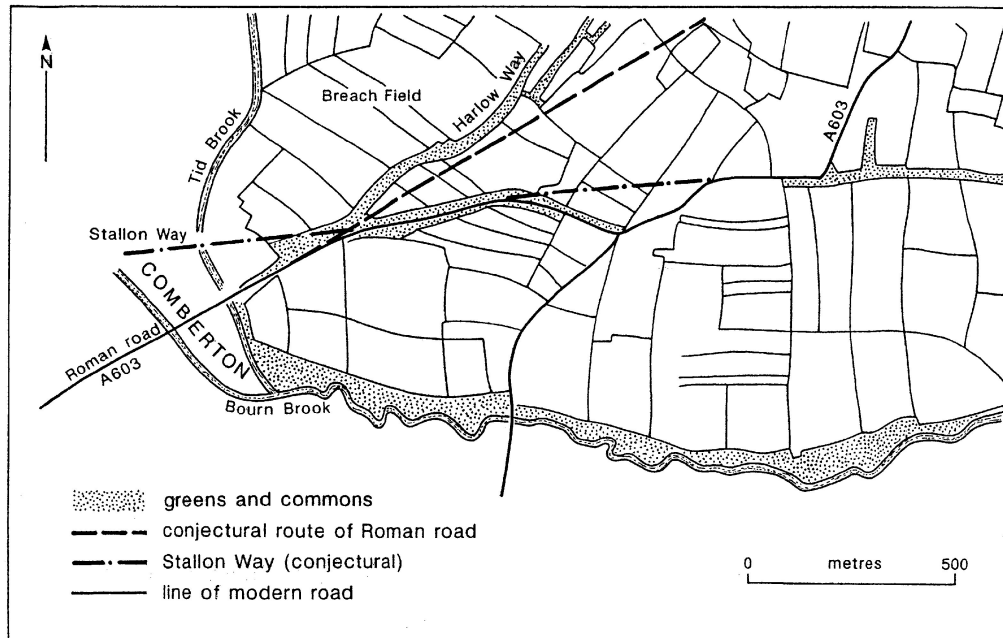 N
Breach Field
Harlow Way
A603
Tid Brook
Stallon Way
COMBERTON
Roman road
A603
Bourn Brook
greens and commons
conjectural route of Roman road
Stallon Way (conjectural)
line of modern road
0 metres 500